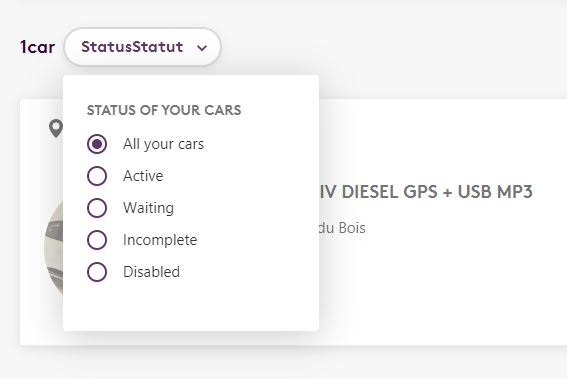 1car StatusStatut
STATUS OF YOUR CARS
All your cars
Active
IV DIESEL GPS + USB MP3
Waiting
du Bois
Incomplete
Disabled